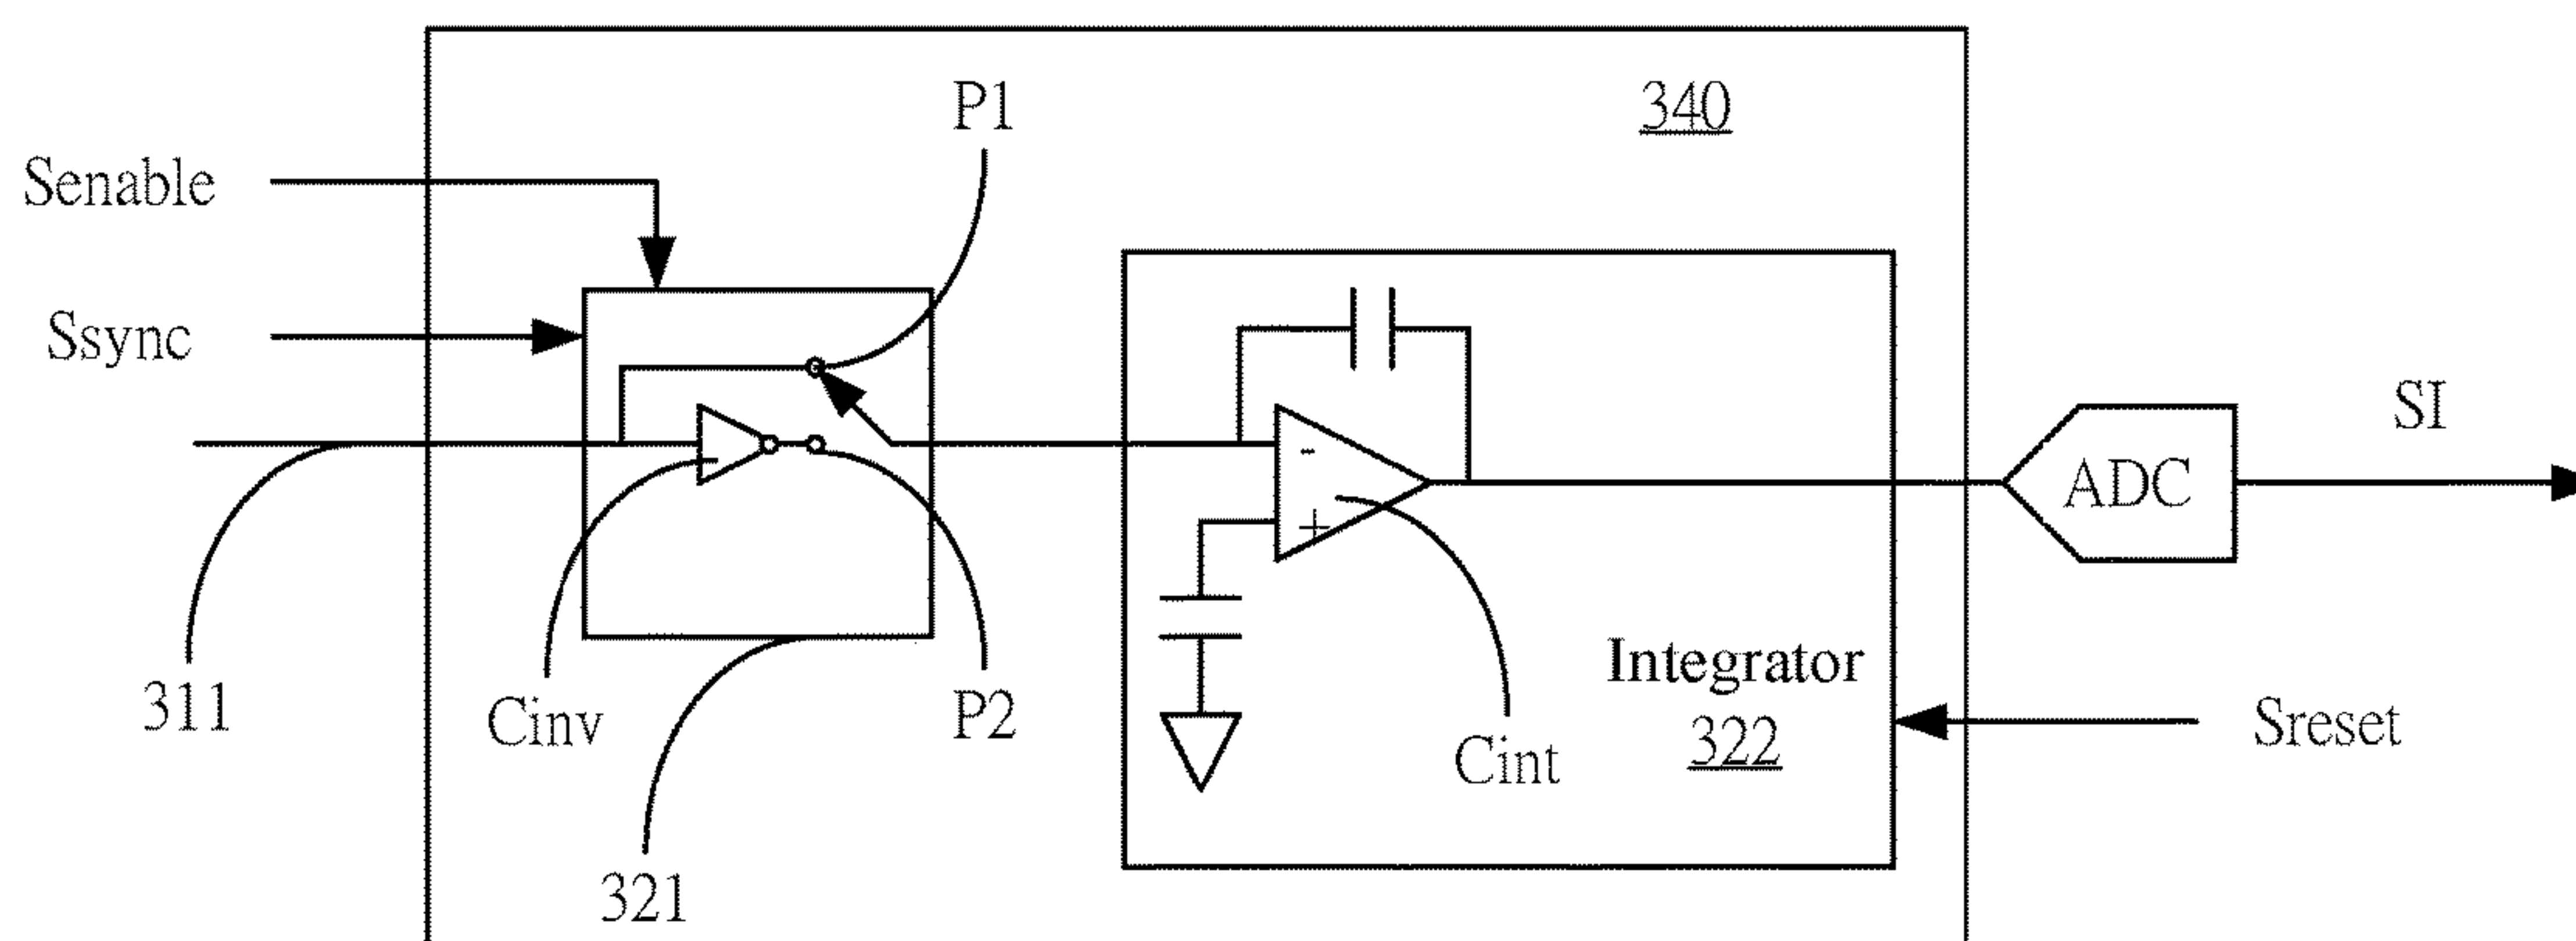 P1
340
Senable
Ssync
SI
ADC
-
+
Integrator
322
311
Cinv
P2
Cint
Sreset
321